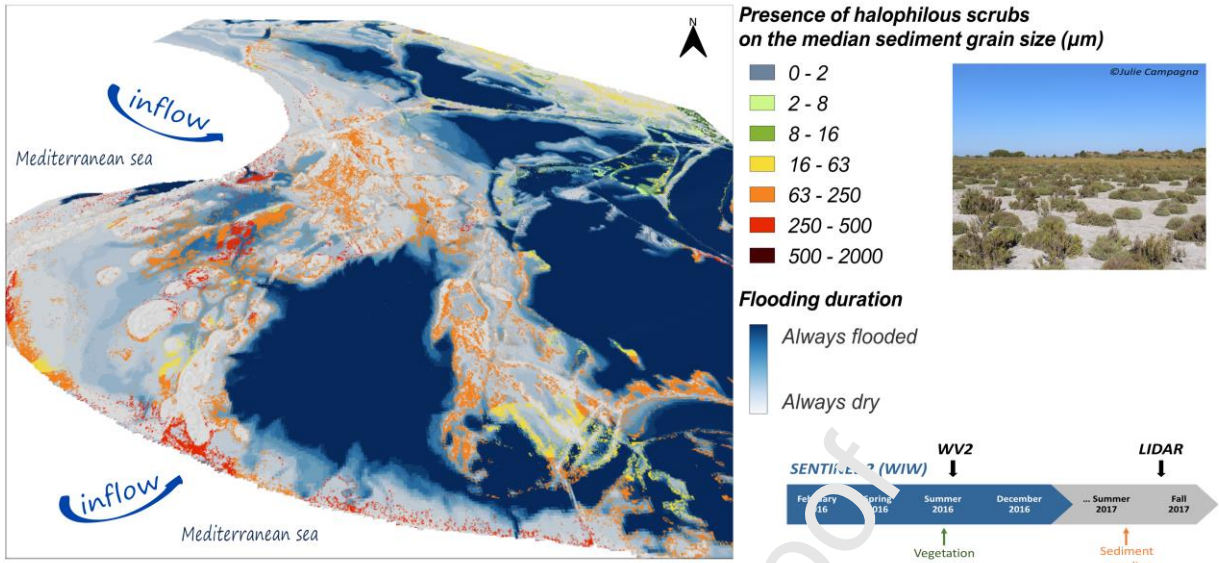 Presence of halophilous scrubs
on the median sediment grain size (µm)
N
©Julie Campagna
0 - 2
2 - 8
8 - 16
16 - 63
63 - 250
250 - 500
500 - 2000
inflow
Mediterranean sea
Flooding duration
Always flooded
Always dry
inflow
Mediterranean sea
WV2
LIDAR
(WIW)
Spring
2016
Summer
2016
December
2016
... Summer
2017
Fall
2017
Vegetation
Sediment